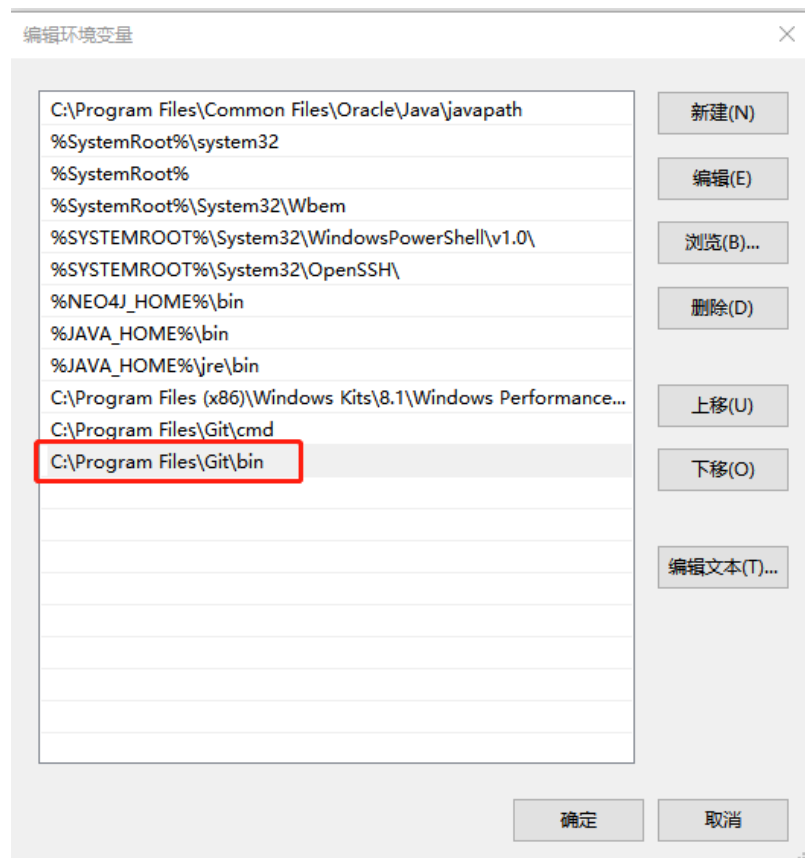 编辑环境变量
C:\Program Files\Common Files\Oracle\Java\javapath
%SystemRoot%\system32
%SystemRoot%
%SystemRoot%\System32\Wbem
%SYSTEMROOT%\System32\WindowsPowerShell\v1.0\
%SYSTEMROOT%\System32\OpenSSH\
%NEO4J_HOME%\bin
%JAVA_HOME%\bin
%JAVA_HOME%\jre\bin
C:\Program Files (x86)\Windows Kits\8.1\Windows Performance...
C:\Program Files\Git\cmd
C:\Program Files\Git\bin
新建(N)
编辑(E)
浏览(B)...
删除(D)
上移(U)
下移(O)
编辑文本(T)...
确定
取消